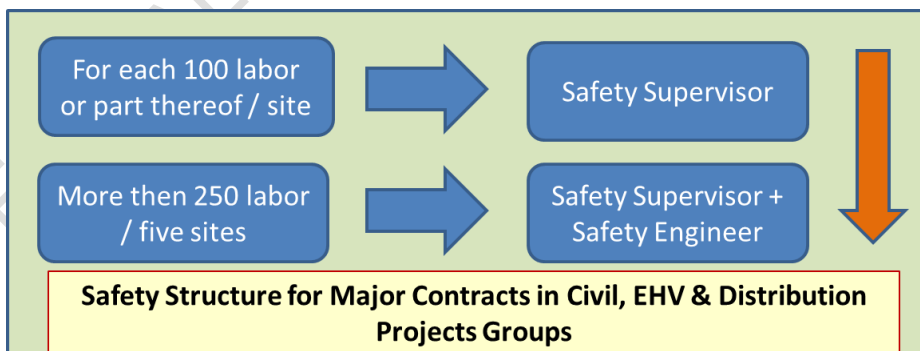 For each 100 labor
or part thereof / site
Safety Supervisor
More then 250 labor
/ five sites
Safety Supervisor +
Safety Engineer
Safety Structure for Major Contracts in Civil, EHV & Distribution
Projects Groups